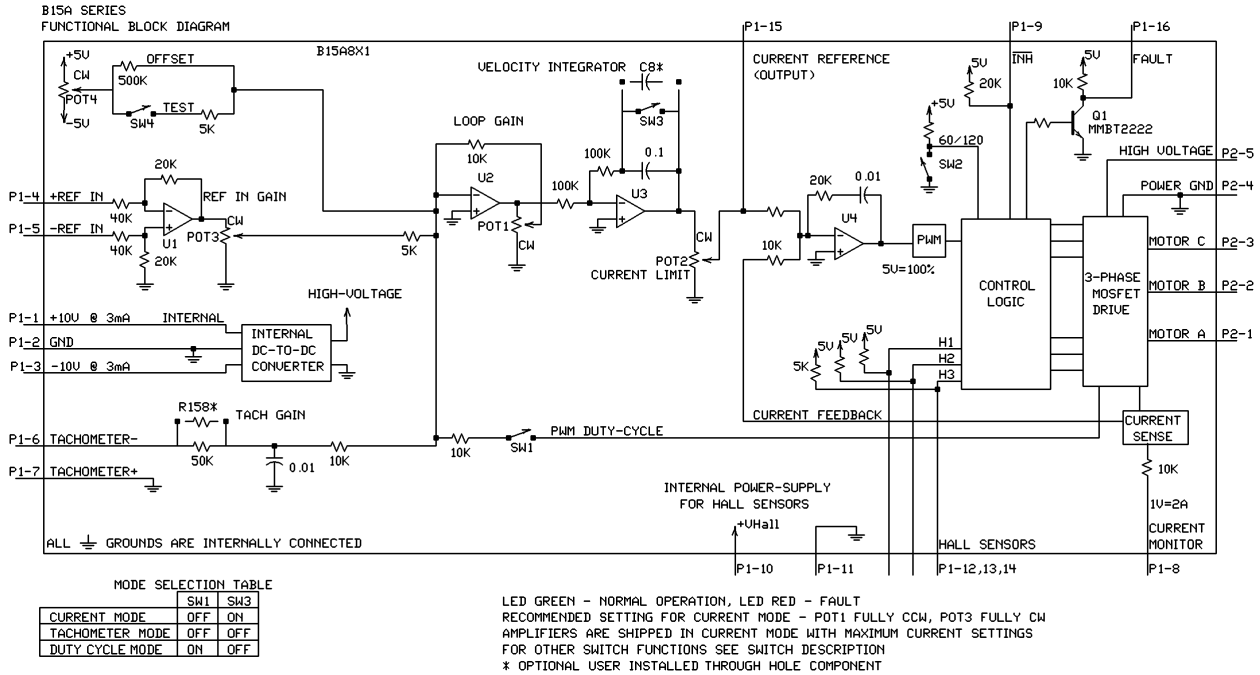 B15A SERIES
FUNCTIONAL BLOCK DIAGRAM
P1-15
P1-9
P1-16
B15A8X1
+5V
CW
POT4
-5V
OFFSET
500K
TEST
SW4
5K
VELOCITY INTEGRATOR
C8*
SW3
CURRENT REFERENCE
(OUTPUT)
5V
20K
INH
5V
10K
FAULT
Q1
MMBT2222
+5V
60/120
SW2
LOOP GAIN
10K
100K
0.1
HIGH VOLTAGE P2-5
POWER GND P2-4
20K
REF IN GAIN
P1-4 +REF IN
40K
P1-5 -REF IN
40K
U1
20K
CW
POT3
5K
U2
POT1
CW
100K
U3
CW
POT2
CURRENT LIMIT
20K
0.01
U4
10K
PWM
5V=100%
CONTROL
LOGIC
3-PHASE
MOSFET
DRIVE
MOTOR C P2-3
MOTOR B P2-2
MOTOR A P2-1
HIGH-VOLTAGE
P1-1 +10V @ 3mA INTERNAL
P1-2 GND
P1-3 -10V @ 3mA
INTERNAL
DC-TO-DC
CONVERTER
5V
5V
5V
5K
H1
H2
H3
R158*
TACH GAIN
P1-6 TACHOMETER-
50K
0.01
10K
P1-7 TACHOMETER+
10K
SW1
PWM DUTY-CYCLE
CURRENT FEEDBACK
CURRENT
SENSE
10K
1V=2A
CURRENT
MONITOR
INTERNAL POWER-SUPPLY
FOR HALL SENSORS
+VHall
ALL GROUNDS ARE INTERNALLY CONNECTED
HALL SENSORS
P1-10
P1-11
P1-12,13,14
P1-8
MODE SELECTION TABLE
SW1 SW3
CURRENT MODE OFF ON
TACHOMETER MODE OFF OFF
DUTY CYCLE MODE ON OFF
LED GREEN - NORMAL OPERATION, LED RED - FAULT
RECOMMENDED SETTING FOR CURRENT MODE - POT1 FULLY CCW, POT3 FULLY CW
AMPLIFIERS ARE SHIPPED IN CURRENT MODE WITH MAXIMUM CURRENT SETTINGS
FOR OTHER SWITCH FUNCTIONS SEE SWITCH DESCRIPTION
* OPTIONAL USER INSTALLED THROUGH HOLE COMPONENT